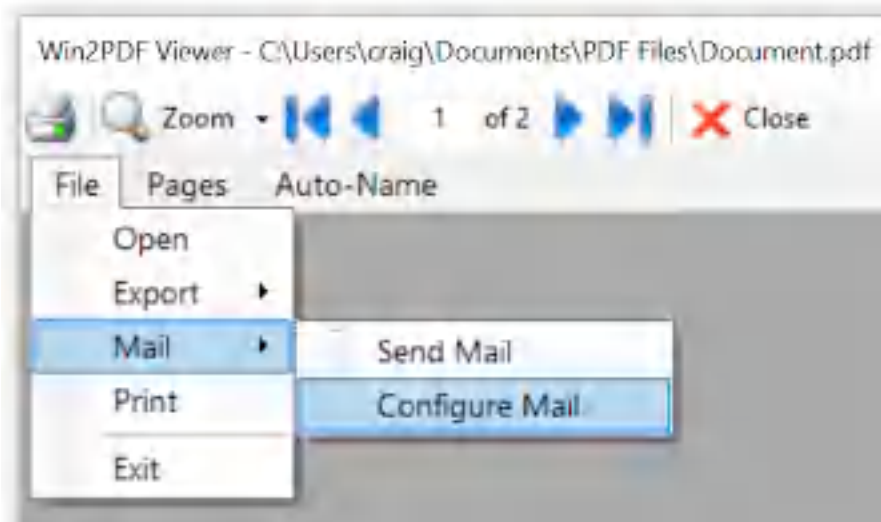 Win2PDF Viewer - C:\Users\craig\Documents\PDF Files\Document.pdf
Zoom 1 of 2 Close
File Pages Auto-Name
Open
Export
Mail Send Mail
Print Configure Mail
Exit